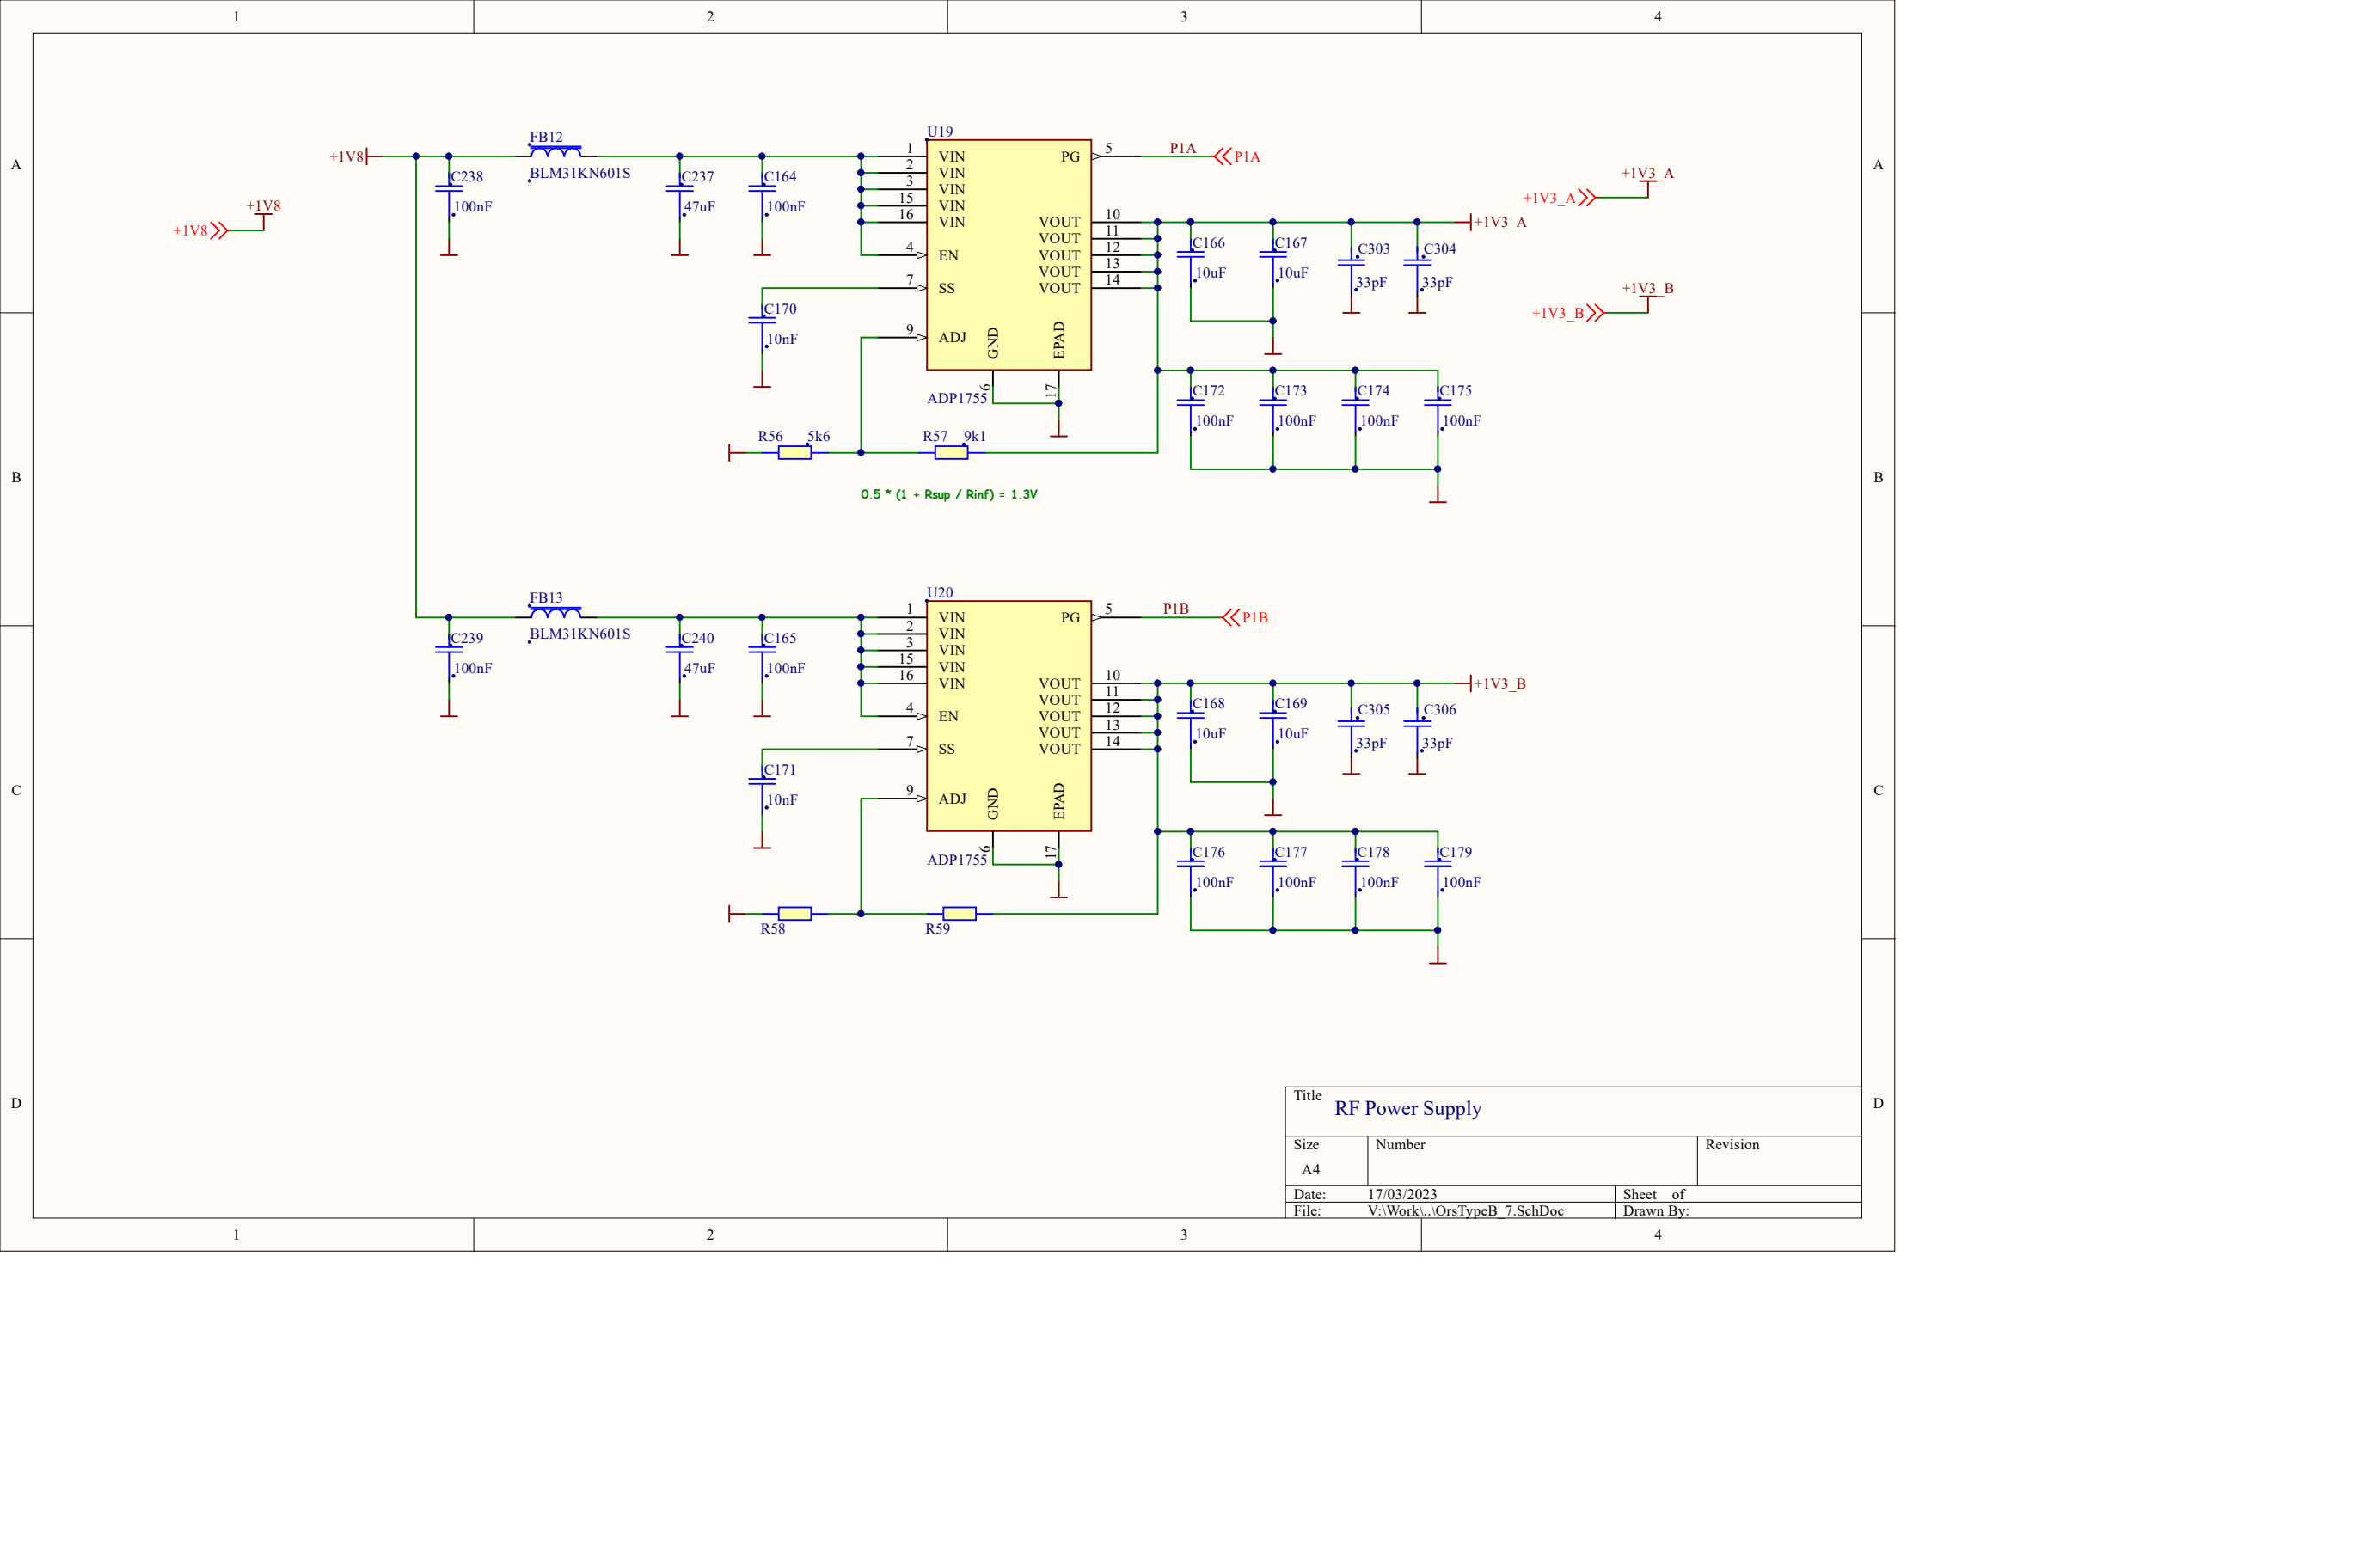 1 2 3 4
A A
B B
C C
D D
1 2 3 4
+1V8
+1V8
+1V8
FB12
BLM31KN601S
C238
100nF
C237
47uF
C164
100nF
U19
1 VIN
2 VIN
3 VIN
15 VIN
16 VIN
4 EN
7 SS
9 ADJ
PG 5
VOUT 10
VOUT 11
VOUT 12
VOUT 13
VOUT 14
GND 6
EPAD 17
ADP1755
P1A P1A
+1V3_A
C166
10uF
C167
10uF
C303
33pF
C304
33pF
+1V3_A
+1V3_A
+1V3_B
+1V3_B
C170
10nF
C172
100nF
C173
100nF
C174
100nF
C175
100nF
R56 5k6
R57 9k1
0.5 * (1 + Rsup / Rinf) = 1.3V
FB13
BLM31KN601S
C239
100nF
C240
47uF
C165
100nF
U20
1 VIN
2 VIN
3 VIN
15 VIN
16 VIN
4 EN
7 SS
9 ADJ
PG 5
VOUT 10
VOUT 11
VOUT 12
VOUT 13
VOUT 14
GND 6
EPAD 17
ADP1755
P1B P1B
+1V3_B
C168
10uF
C169
10uF
C305
33pF
C306
33pF
C171
10nF
C176
100nF
C177
100nF
C178
100nF
C179
100nF
R58
R59
Title RF Power Supply
Size Number Revision
A4
Date: 17/03/2023 Sheet of
File: V:\Work\..\OrsTypeB_7.SchDoc Drawn By: